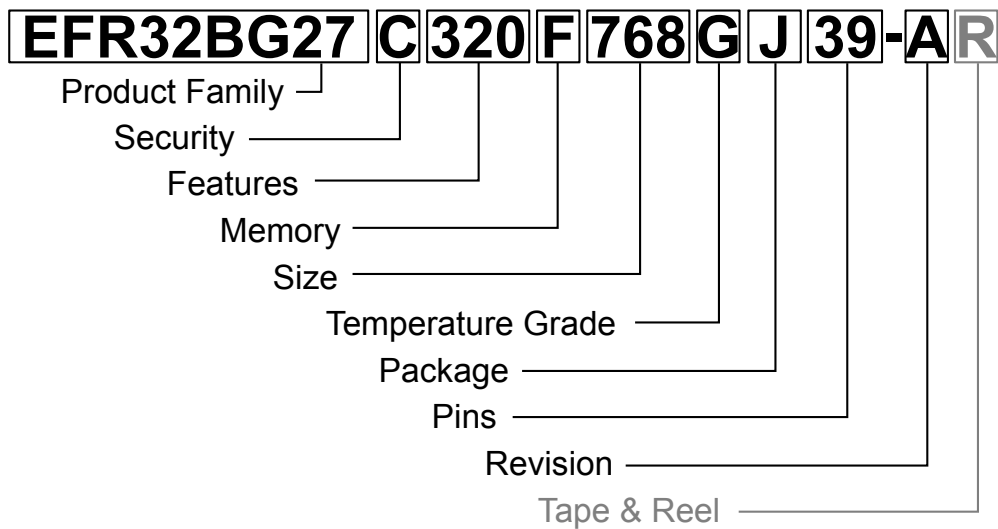 EFR32BG27 C 320 F 768 G J 39-A R
Product Family
Security
Features
Memory
Size
Temperature Grade
Package
Pins
Revision
Tape & Reel